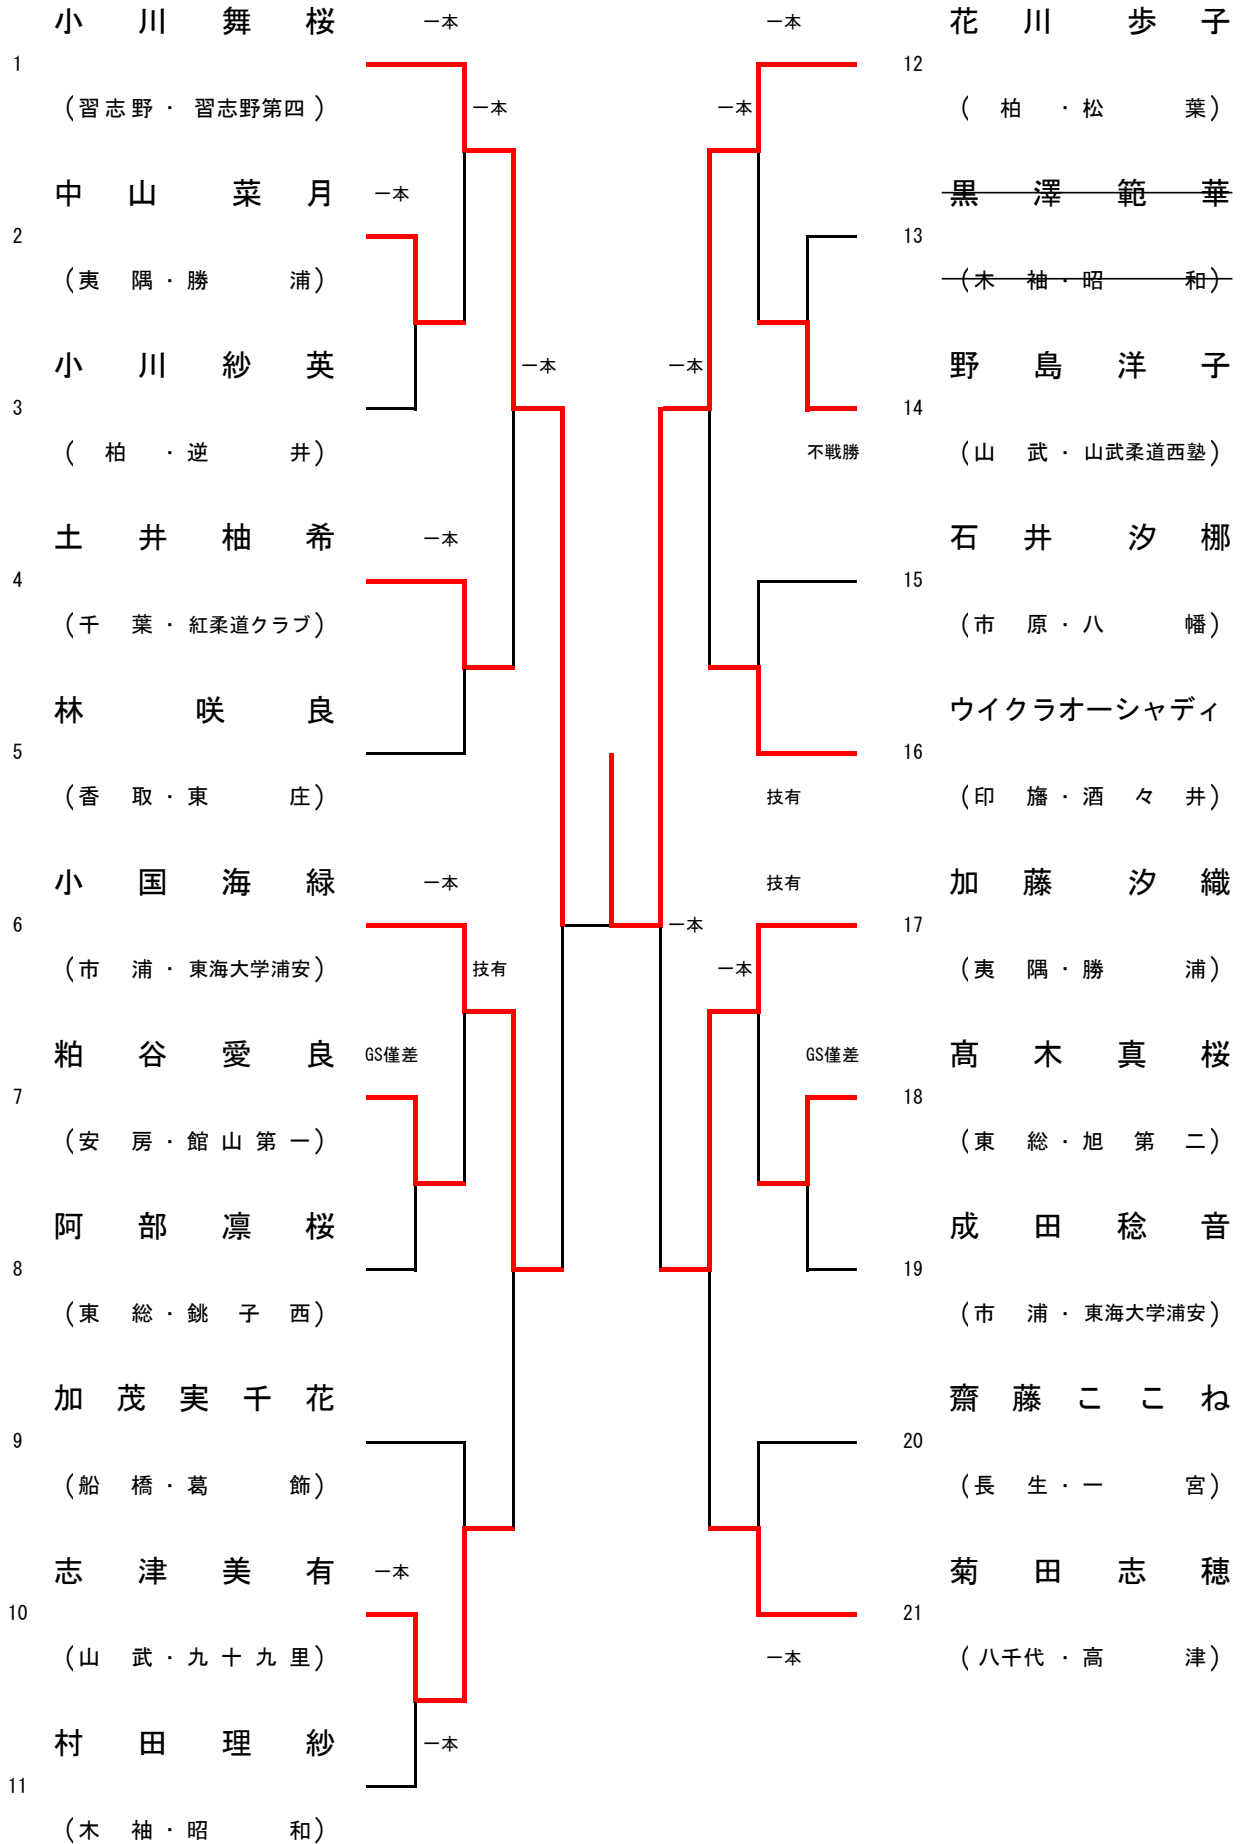 小川舞桜 一本
1
(習志野・習志野第四) 一本
中山菜月 一本
2
(夷隅・勝浦)
小川紗英 一本
3
(柏・逆井)
土井柚希 一本
4
(千葉・紅柔道クラブ)
林咲良
5
(香取・東庄)
小国海緑 一本
6
(市浦・東海大学浦安) 技有
粕谷愛良 GS僅差
7
(安房・館山第一)
阿部凛桜
8
(東総・銚子西)
加茂実千花
9
(船橋・葛飾)
志津美有 一本
10
(山武・九十九里)
村田理紗 一本
11
(木袖・昭和)
一本 花川歩子
12
一本 (柏・松葉)
黒澤範華
13
(木袖・昭和)
一本 野島洋子
14
不戦勝 (山武・山武柔道西塾)
石井汐梛
15
(市原・八幡)
ウイクラオーシャディ
16
技有 (印旛・酒々井)
技有 加藤汐織
一本 17
一本 (夷隅・勝浦)
GS僅差 髙木真桜
18
(東総・旭第二)
成田稔音
19
(市浦・東海大学浦安)
齋藤ここね
20
(長生・一宮)
菊田志穂
21
一本 (八千代・高津)